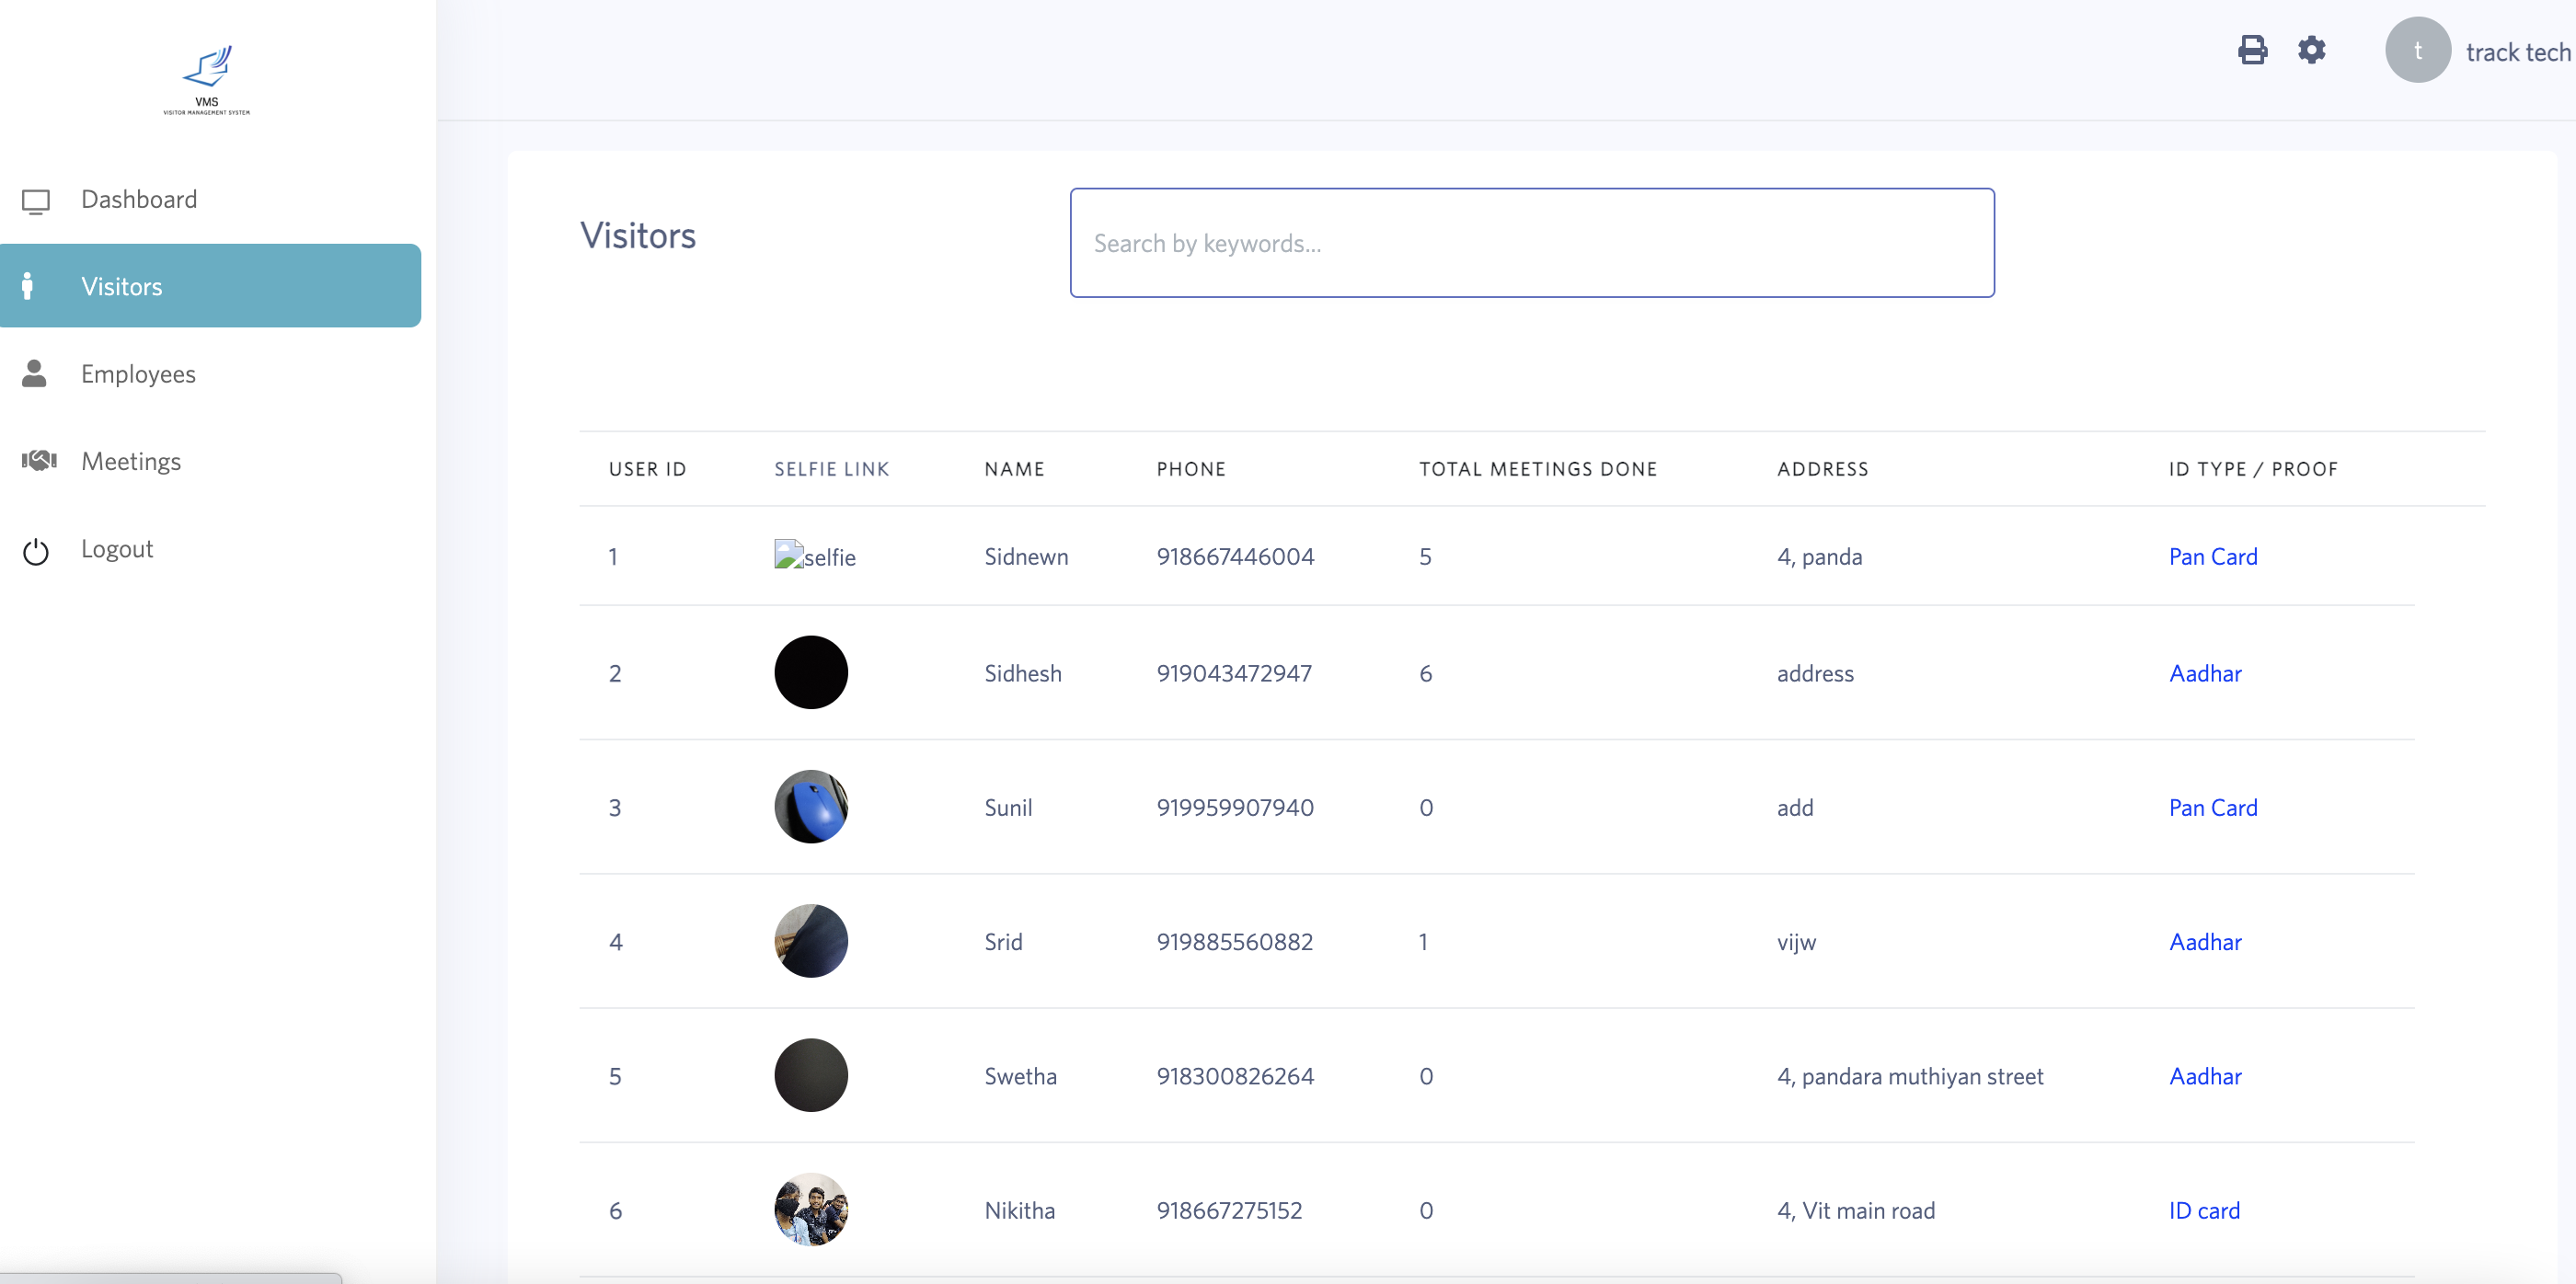 VMS
VISITOR MANAGEMENT SYSTEM
t track tech
Dashboard
Visitors
Employees
Meetings
Logout
Visitors
Search by keywords...
USER ID SELFIE LINK NAME PHONE TOTAL MEETINGS DONE ADDRESS ID TYPE / PROOF
1 selfie Sidnewn 918667446004 5 4, panda Pan Card
2 Sidhesh 919043472947 6 address Aadhar
3 Sunil 919959907940 0 add Pan Card
4 Srid 919885560882 1 vijw Aadhar
5 Swetha 918300826264 0 4, pandara muthiyan street Aadhar
6 Nikitha 918667275152 0 4, Vit main road ID card